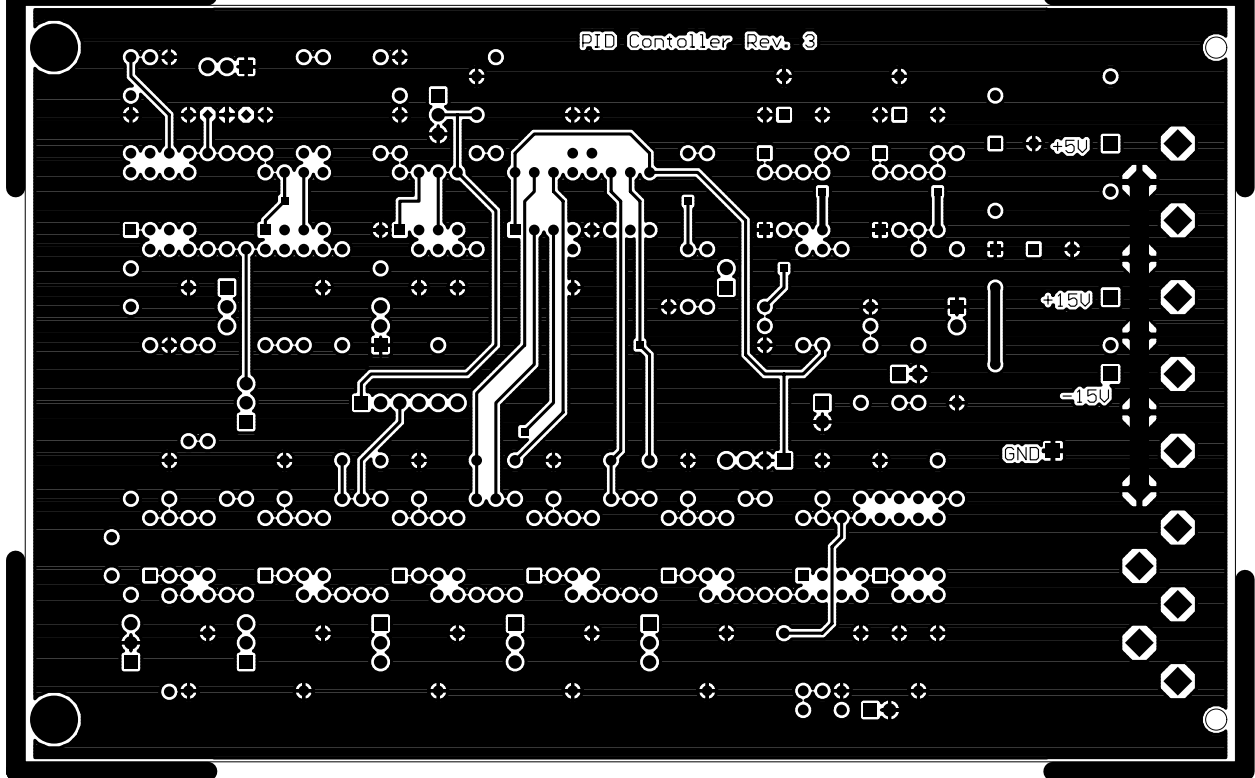 PID Contoller Rev. 3
+5V
+15V
-15V
GND